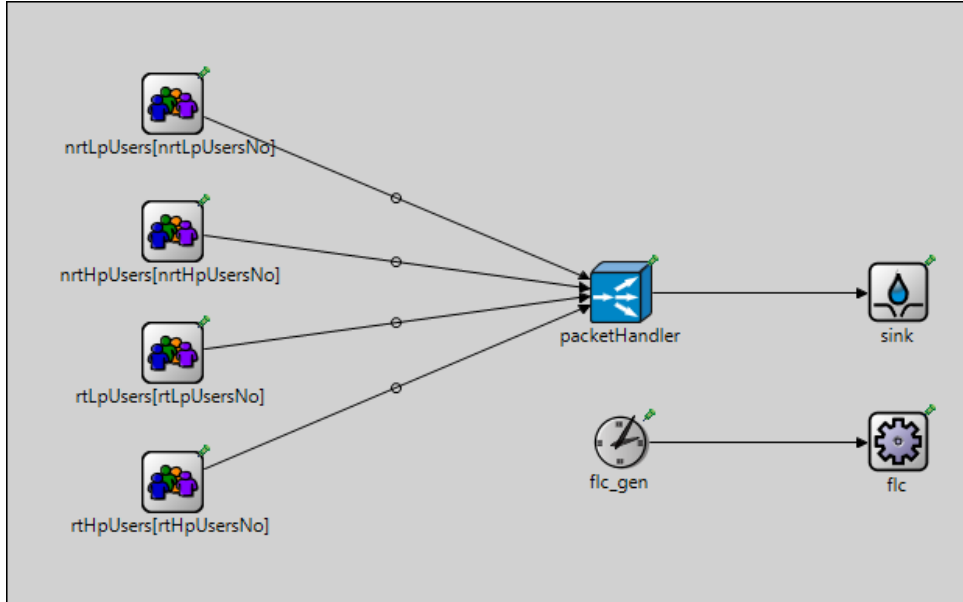 nrtLpUsers[nrtLpUsersNo]
nrtHpUsers[nrtHpUsersNo]
packetHandler
sink
rtLpUsers[rtLpUsersNo]
flc_gen
flc
rtHpUsers[rtHpUsersNo]